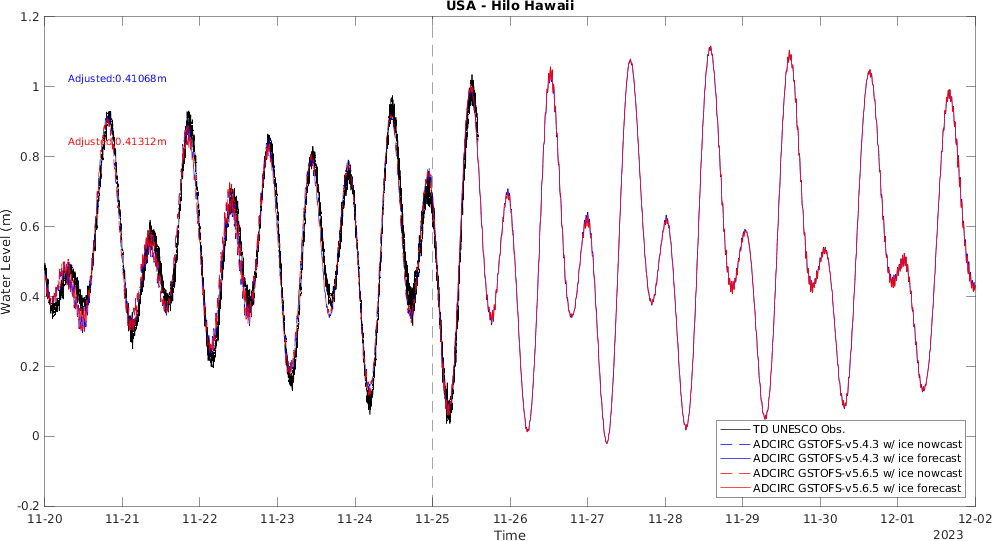 USA - Hilo Hawaii
1.2
1
0.8
0.6
0.4
0.2
0
-0.2
Water Level (m)
Adjusted:0.41068m
Adjusted:0.41312m
TD UNESCO Obs.
ADCIRC GSTOFS-v5.4.3 w/ ice nowcast
ADCIRC GSTOFS-v5.4.3 w/ ice forecast
ADCIRC GSTOFS-v5.6.5 w/ ice nowcast
ADCIRC GSTOFS-v5.6.5 w/ ice forecast
11-20 11-21 11-22 11-23 11-24 11-25 11-26 11-27 11-28 11-29 11-30 12-01 12-02
Time
2023